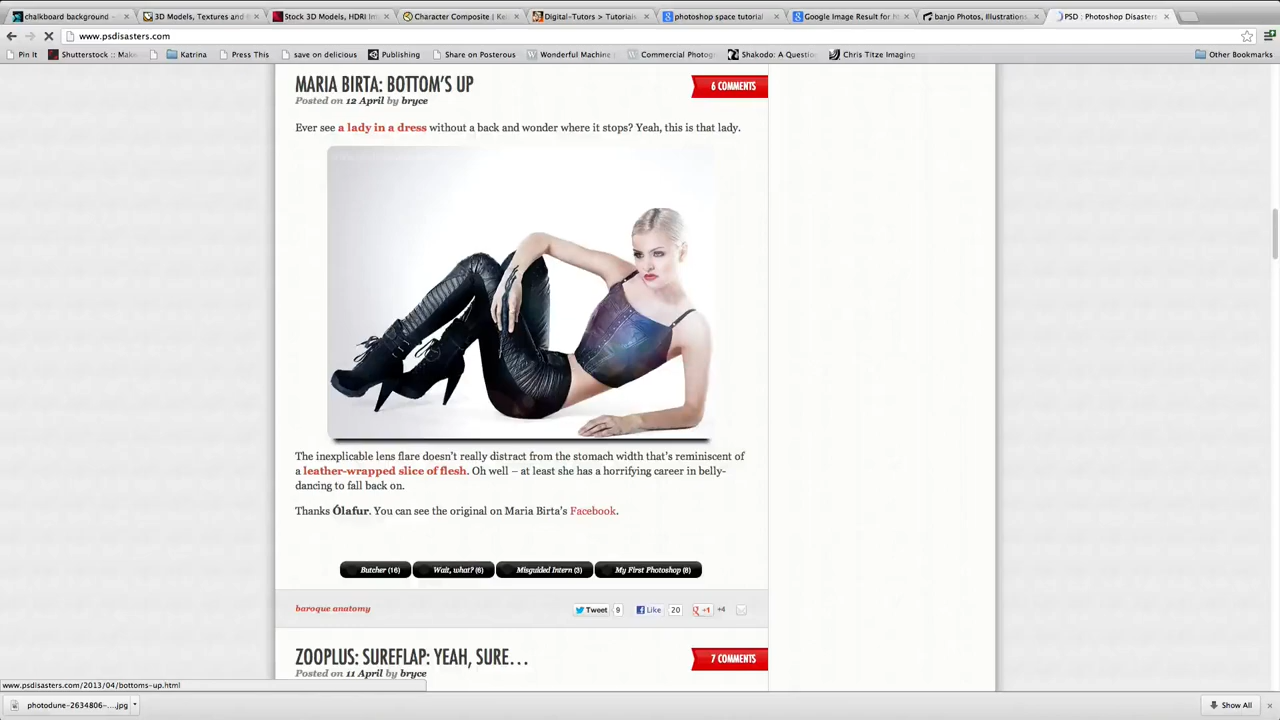 chalkboard background -
3D Models, Textures and
Stock 3D Models, HDRI Im
Character Composite | Ke
Digital-Tutors > Tutorials
photoshop space tutorial
Google Image Result for h
banjo Photos, Illustrations,
PSD : Photoshop Disasters
www.psdisasters.com
Pin It
Shutterstock :: Make
Katrina
Press This
save on delicious
Publishing
Share on Posterous
Wonderful Machine
Commercial Photog
Shakodo: A Questio
Chris Titze Imaging
Other Bookmarks
MARIA BIRTA: BOTTOM'S UP
6 COMMENTS
Posted on 12 April by bryce
Ever see a lady in a dress without a back and wonder where it stops? Yeah, this is that lady.
The inexplicable lens flare doesn't really distract from the stomach width that's reminiscent of
a leather-wrapped slice of flesh. Oh well – at least she has a horrifying career in belly-
dancing to fall back on.
Thanks Ólafur. You can see the original on Maria Birta's Facebook.
Butcher (16)
Wait, what? (6)
Misguided Intern (3)
My First Photoshop (8)
baroque anatomy
Tweet 9
Like 20
+1 +4
ZOOPLUS: SUREFLAP: YEAH, SURE…
7 COMMENTS
Posted on 11 April by bryce
www.psdisasters.com/2013/04/bottoms-up.html
photodune-2634806-....jpg
Show All